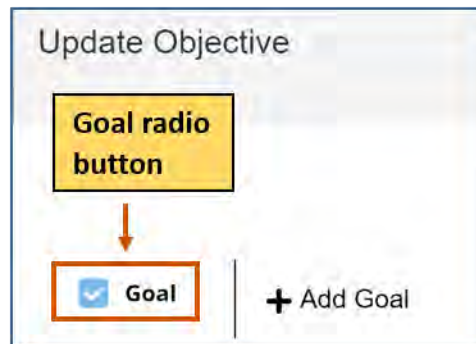 Update Objective
Goal radio
button
Goal
+ Add Goal